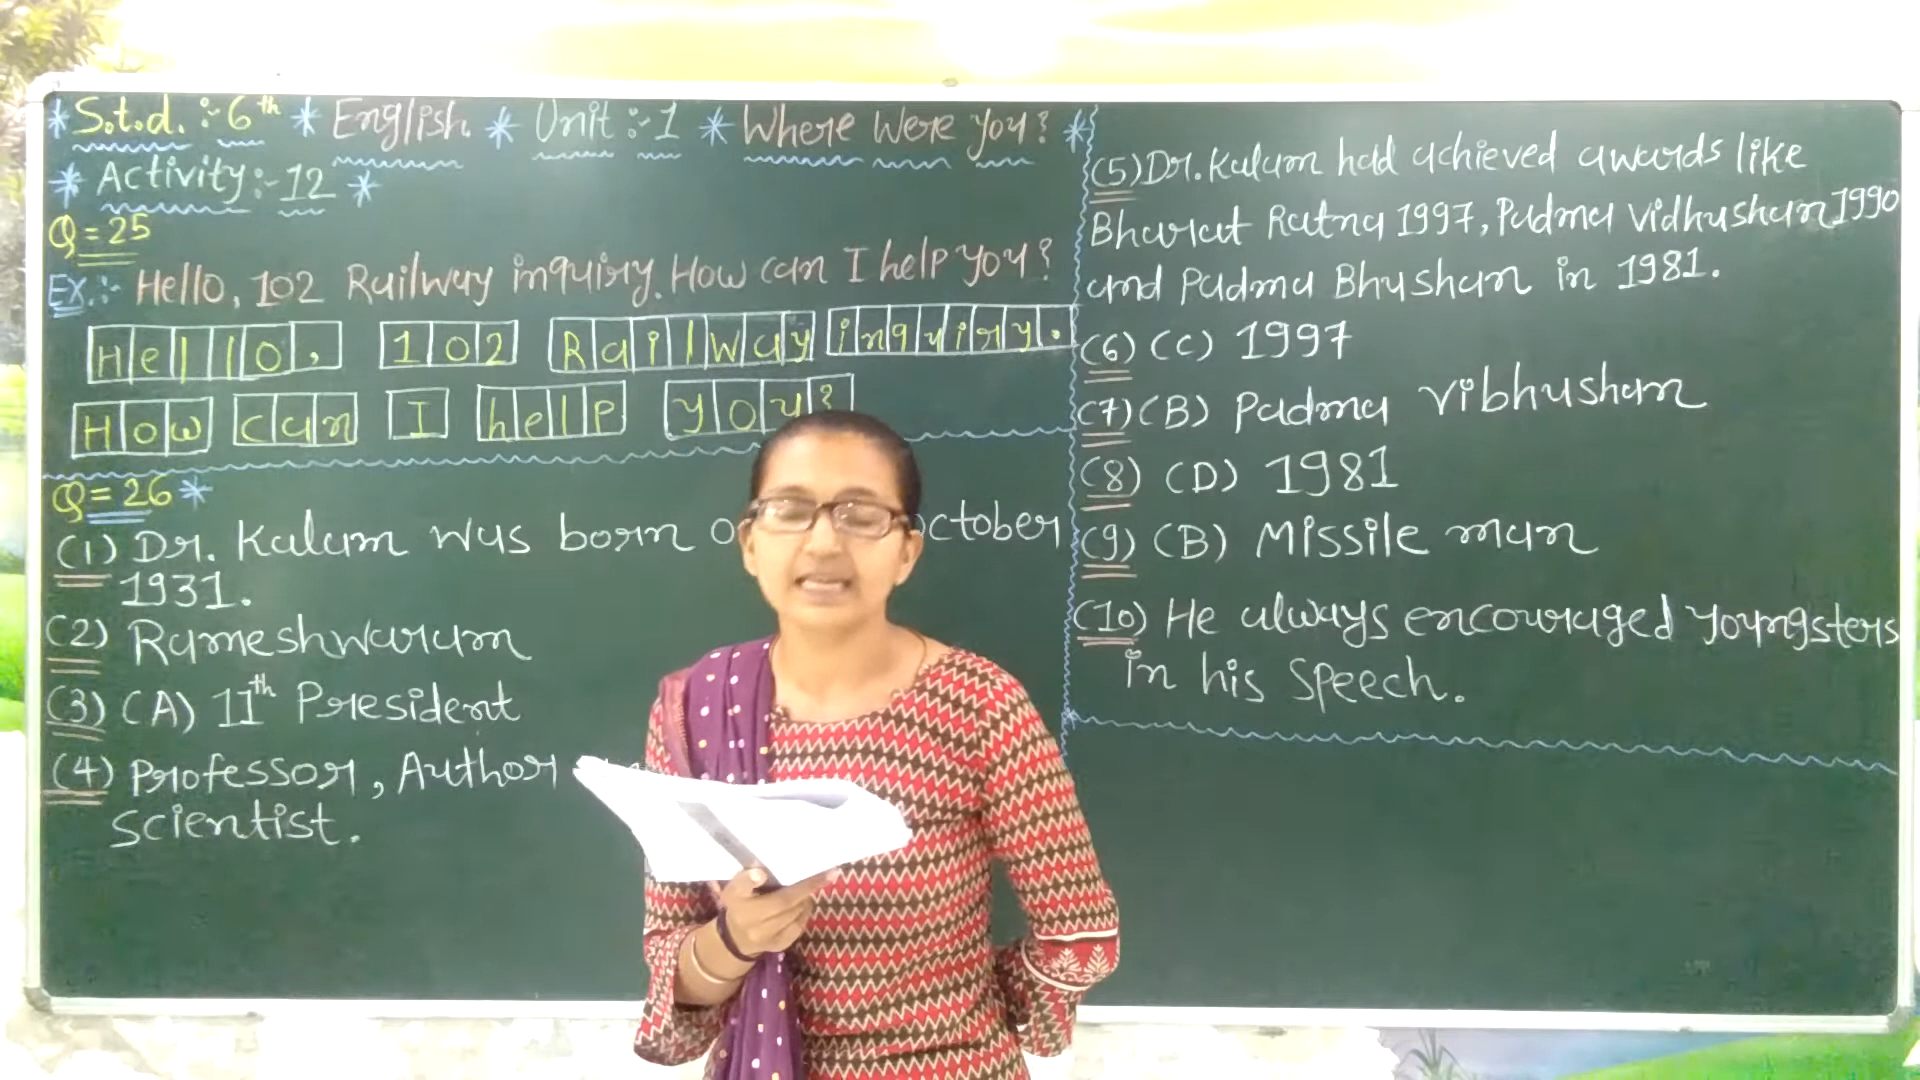 * S.t.d. :- 6th * English * Unit :- 1 * Where Were You? *
* Activity :- 12 *
Q = 25
Ex. :- Hello, 102 Railway inquiry. How can I help you?
Hello, 102 Railway inquiry.
How can I help you?
Q = 26 *
(1) Dr. Kalam was born October
1931.
(2) Rameshwaram
(3) (A) 11th President
(4) Professor, Author
scientist.
(5) Dr. Kalam had achieved awards like
Bharat Ratna 1997, Padma Vidhushan 1990
and Padma Bhushan in 1981.
(6) (C) 1997
(7) (B) Padma Vibhushan
(8) (D) 1981
(9) (B) Missile man
(10) He always encouraged youngsters
in his speech.